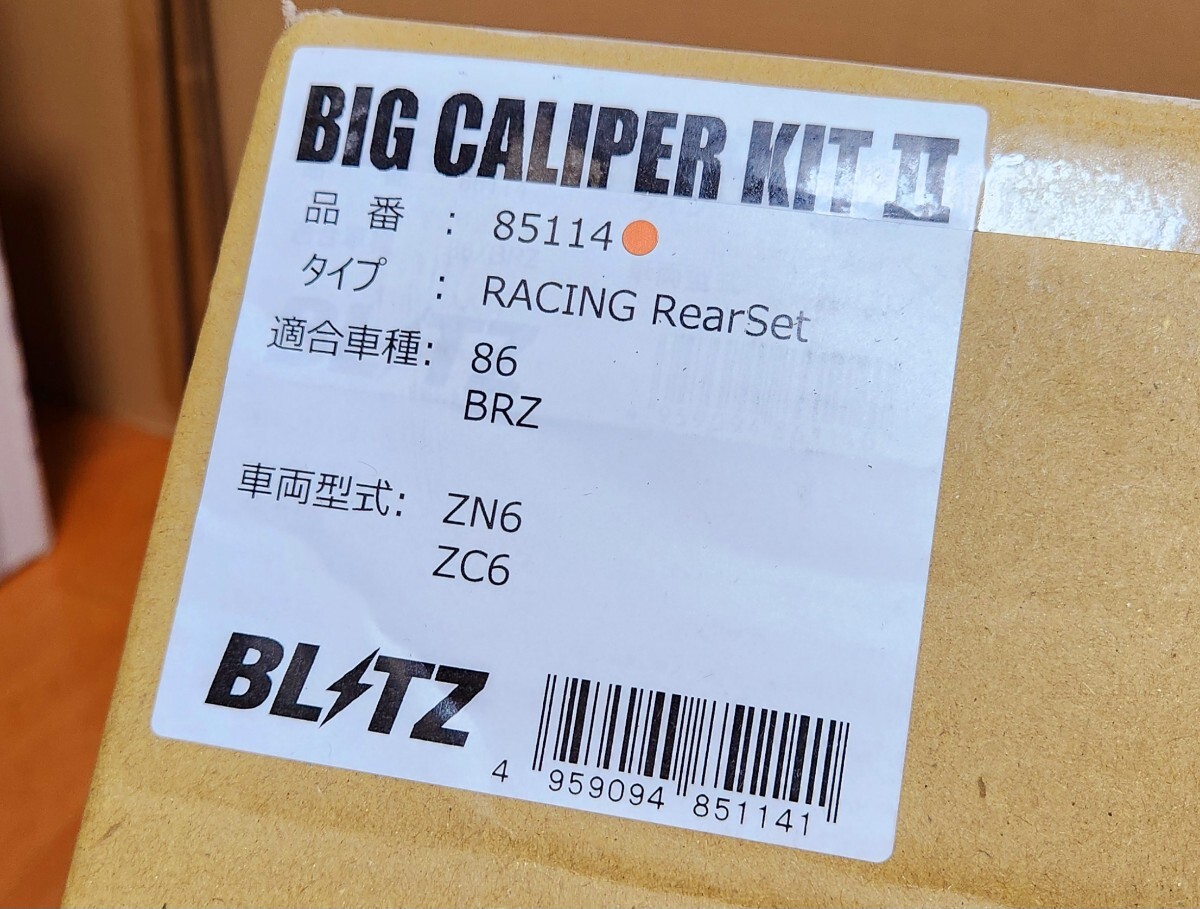 BIG CALIPER KIT II
品番 : 85114
タイプ : RACING RearSet
適合車種: 86
BRZ
車両型式: ZN6
ZC6
BLITZ
4 959094 851141